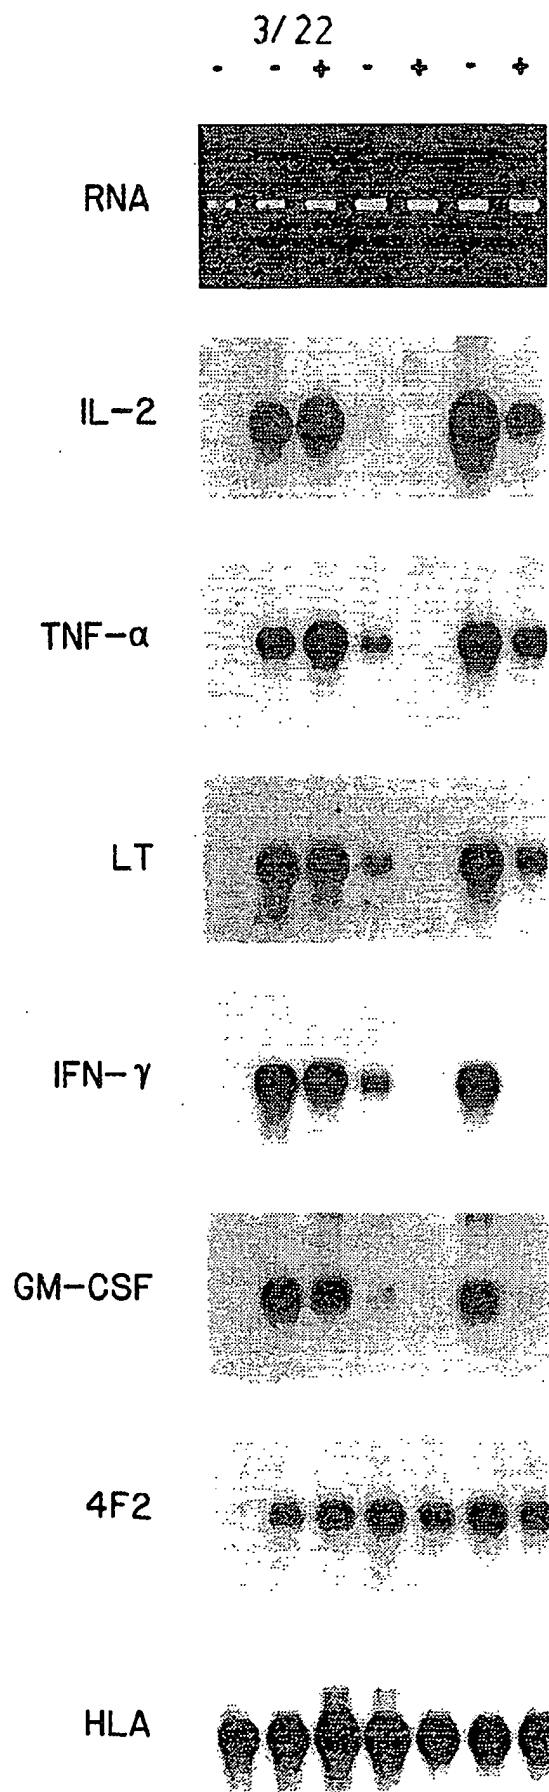 3/22
- - + - + - +
RNA
IL-2
TNF-α
LT
IFN-γ
GM-CSF
4F2
HLA